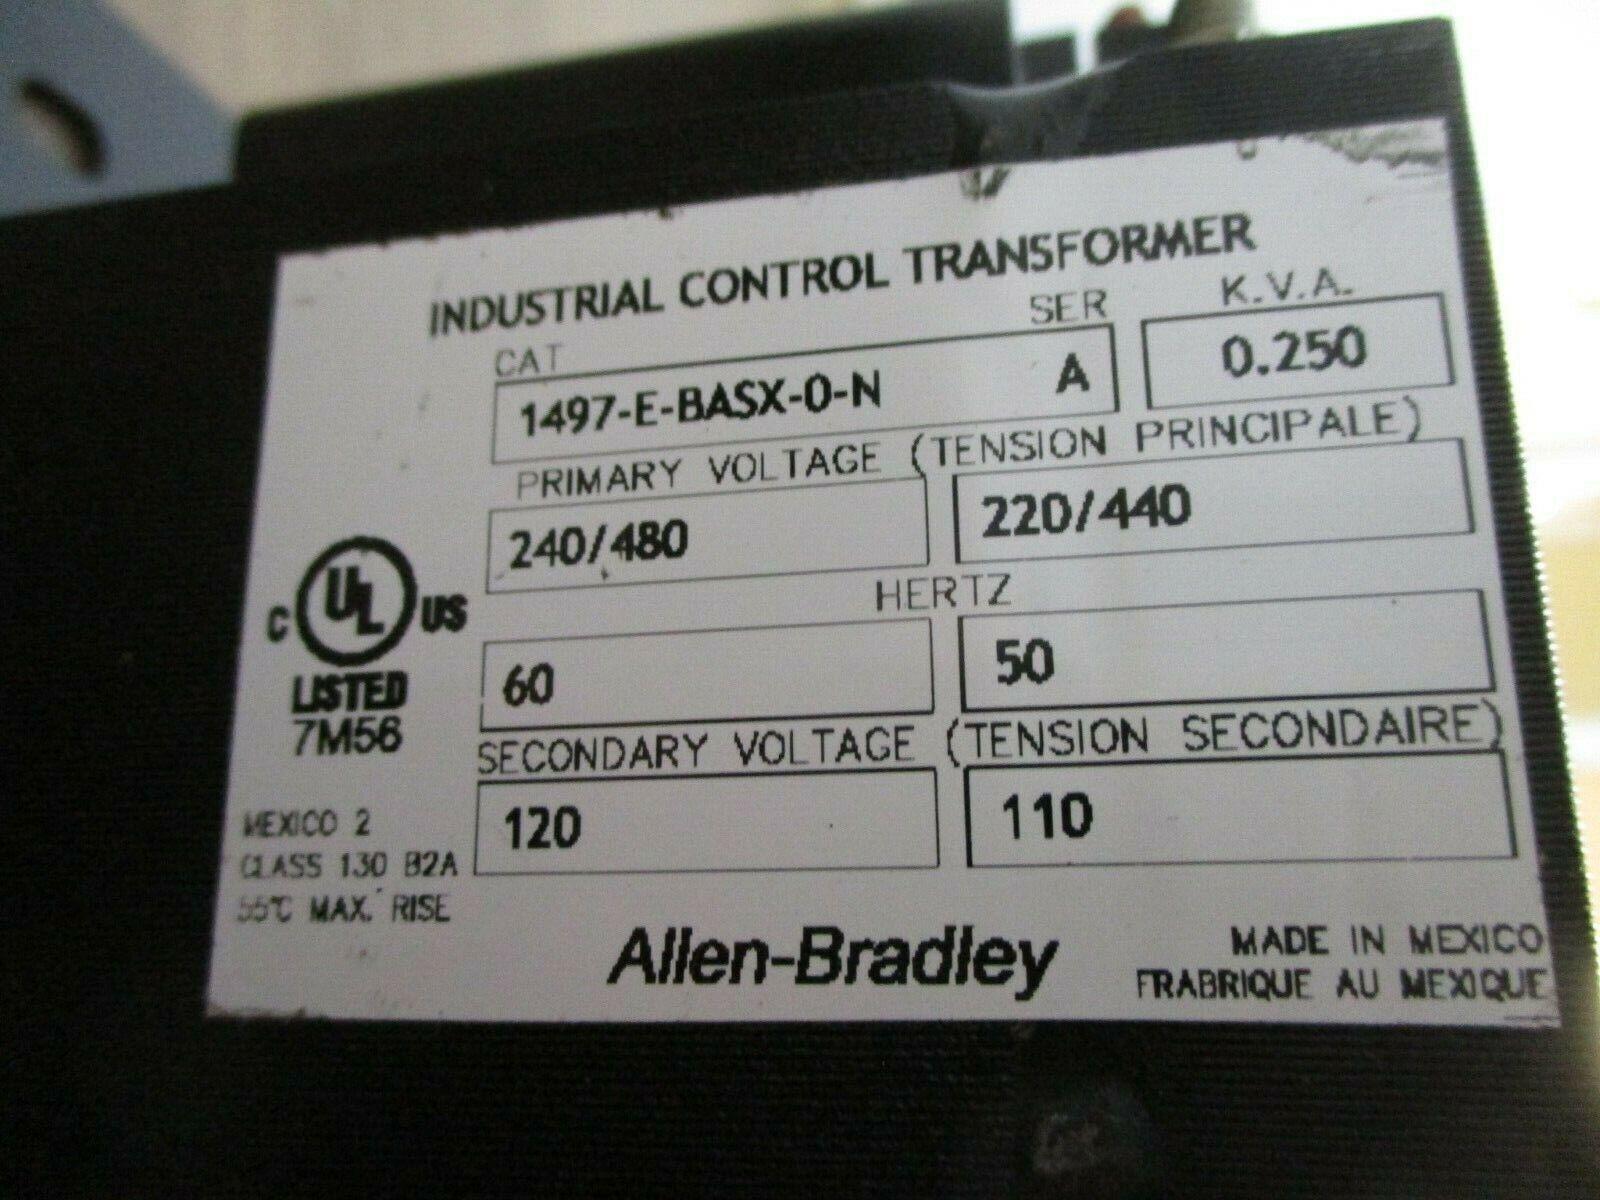 INDUSTRIAL CONTROL TRANSFORMER
CAT SER K.V.A.
1497-E-BASX-0-N A 0.250
PRIMARY VOLTAGE (TENSION PRINCIPALE)
240/480 220/440
HERTZ
60 50
SECONDARY VOLTAGE (TENSION SECONDAIRE)
120 110
C UL US
LISTED
7M56
MEXICO 2
CLASS 130 B2A
55°C MAX. RISE
Allen-Bradley
MADE IN MEXICO
FRABRIQUE AU MEXIQUE